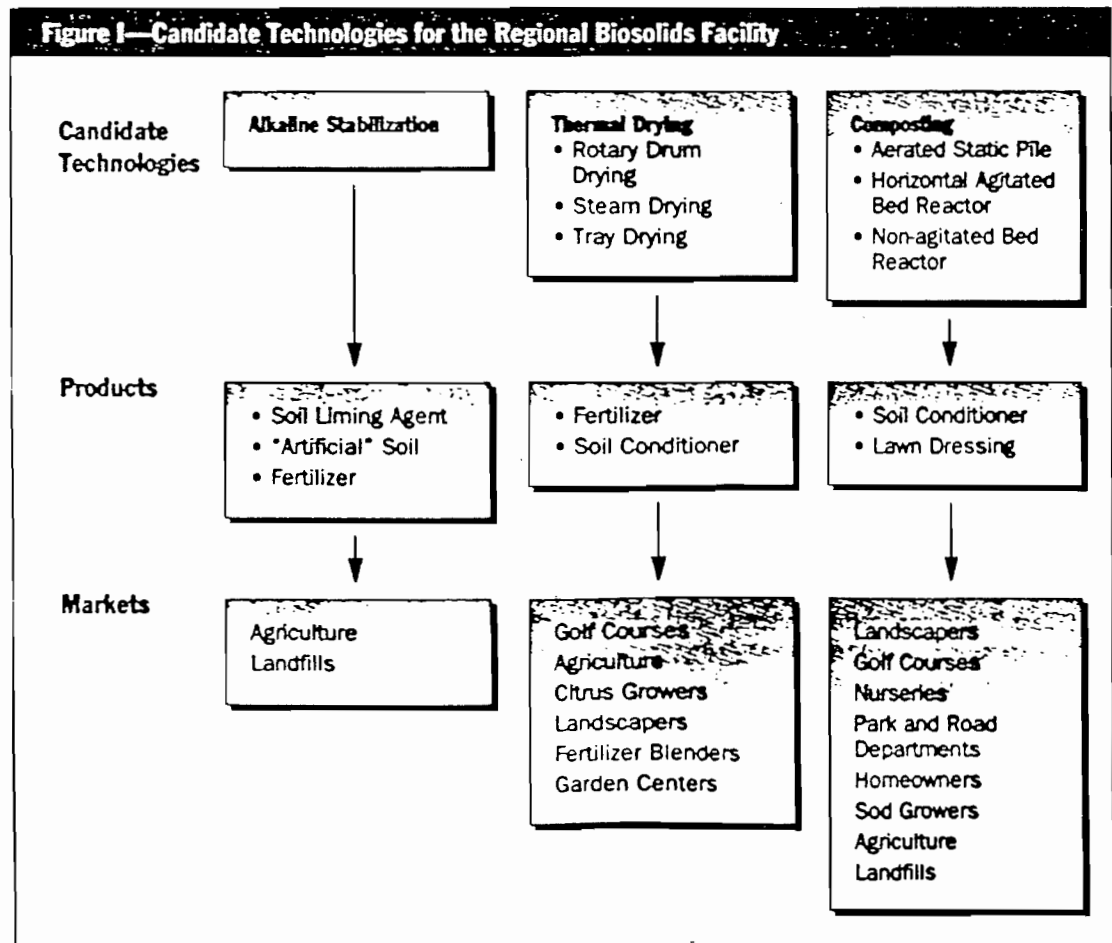 Figure I—Candidate Technologies for the Regional Biosolids Facility
Candidate
Technologies
Alkaline Stabilization
Thermal Drying
• Rotary Drum
Drying
• Steam Drying
• Tray Drying
Composting
• Aerated Static Pile
• Horizontal Agitated
Bed Reactor
• Non-agitated Bed
Reactor
Products
• Soil Liming Agent
• "Artificial" Soil
• Fertilizer
• Fertilizer
• Soil Conditioner
• Soil Conditioner
• Lawn Dressing
Markets
Agriculture
Landfills
Golf Courses
Agriculture
Citrus Growers
Landscapers
Fertilizer Blenders
Garden Centers
Landscapers
Golf Courses
Nurseries
Park and Road
Departments
Homeowners
Sod Growers
Agriculture
Landfills